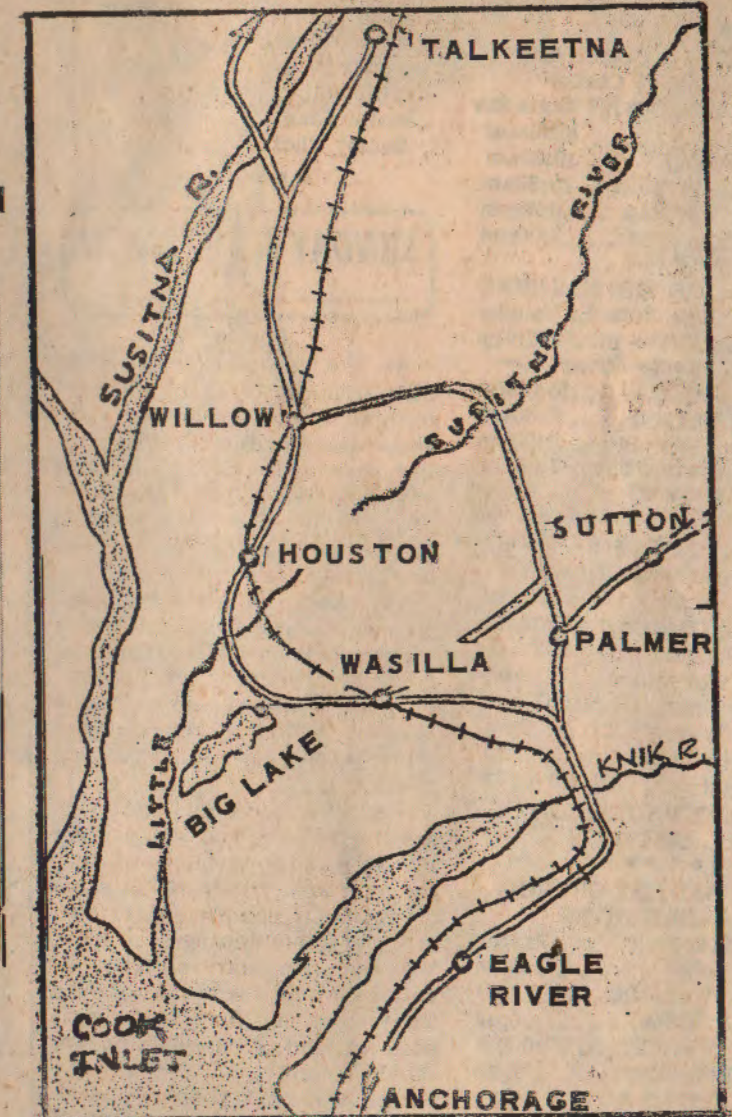 TALKEETNA
SUSITNA R.
RIVER
SUSITNA
WILLOW
HOUSTON
SUTTON
PALMER
WASILLA
LITTLE
BIG LAKE
KNIK R.
EAGLE
RIVER
COOK
INLET
ANCHORAGE